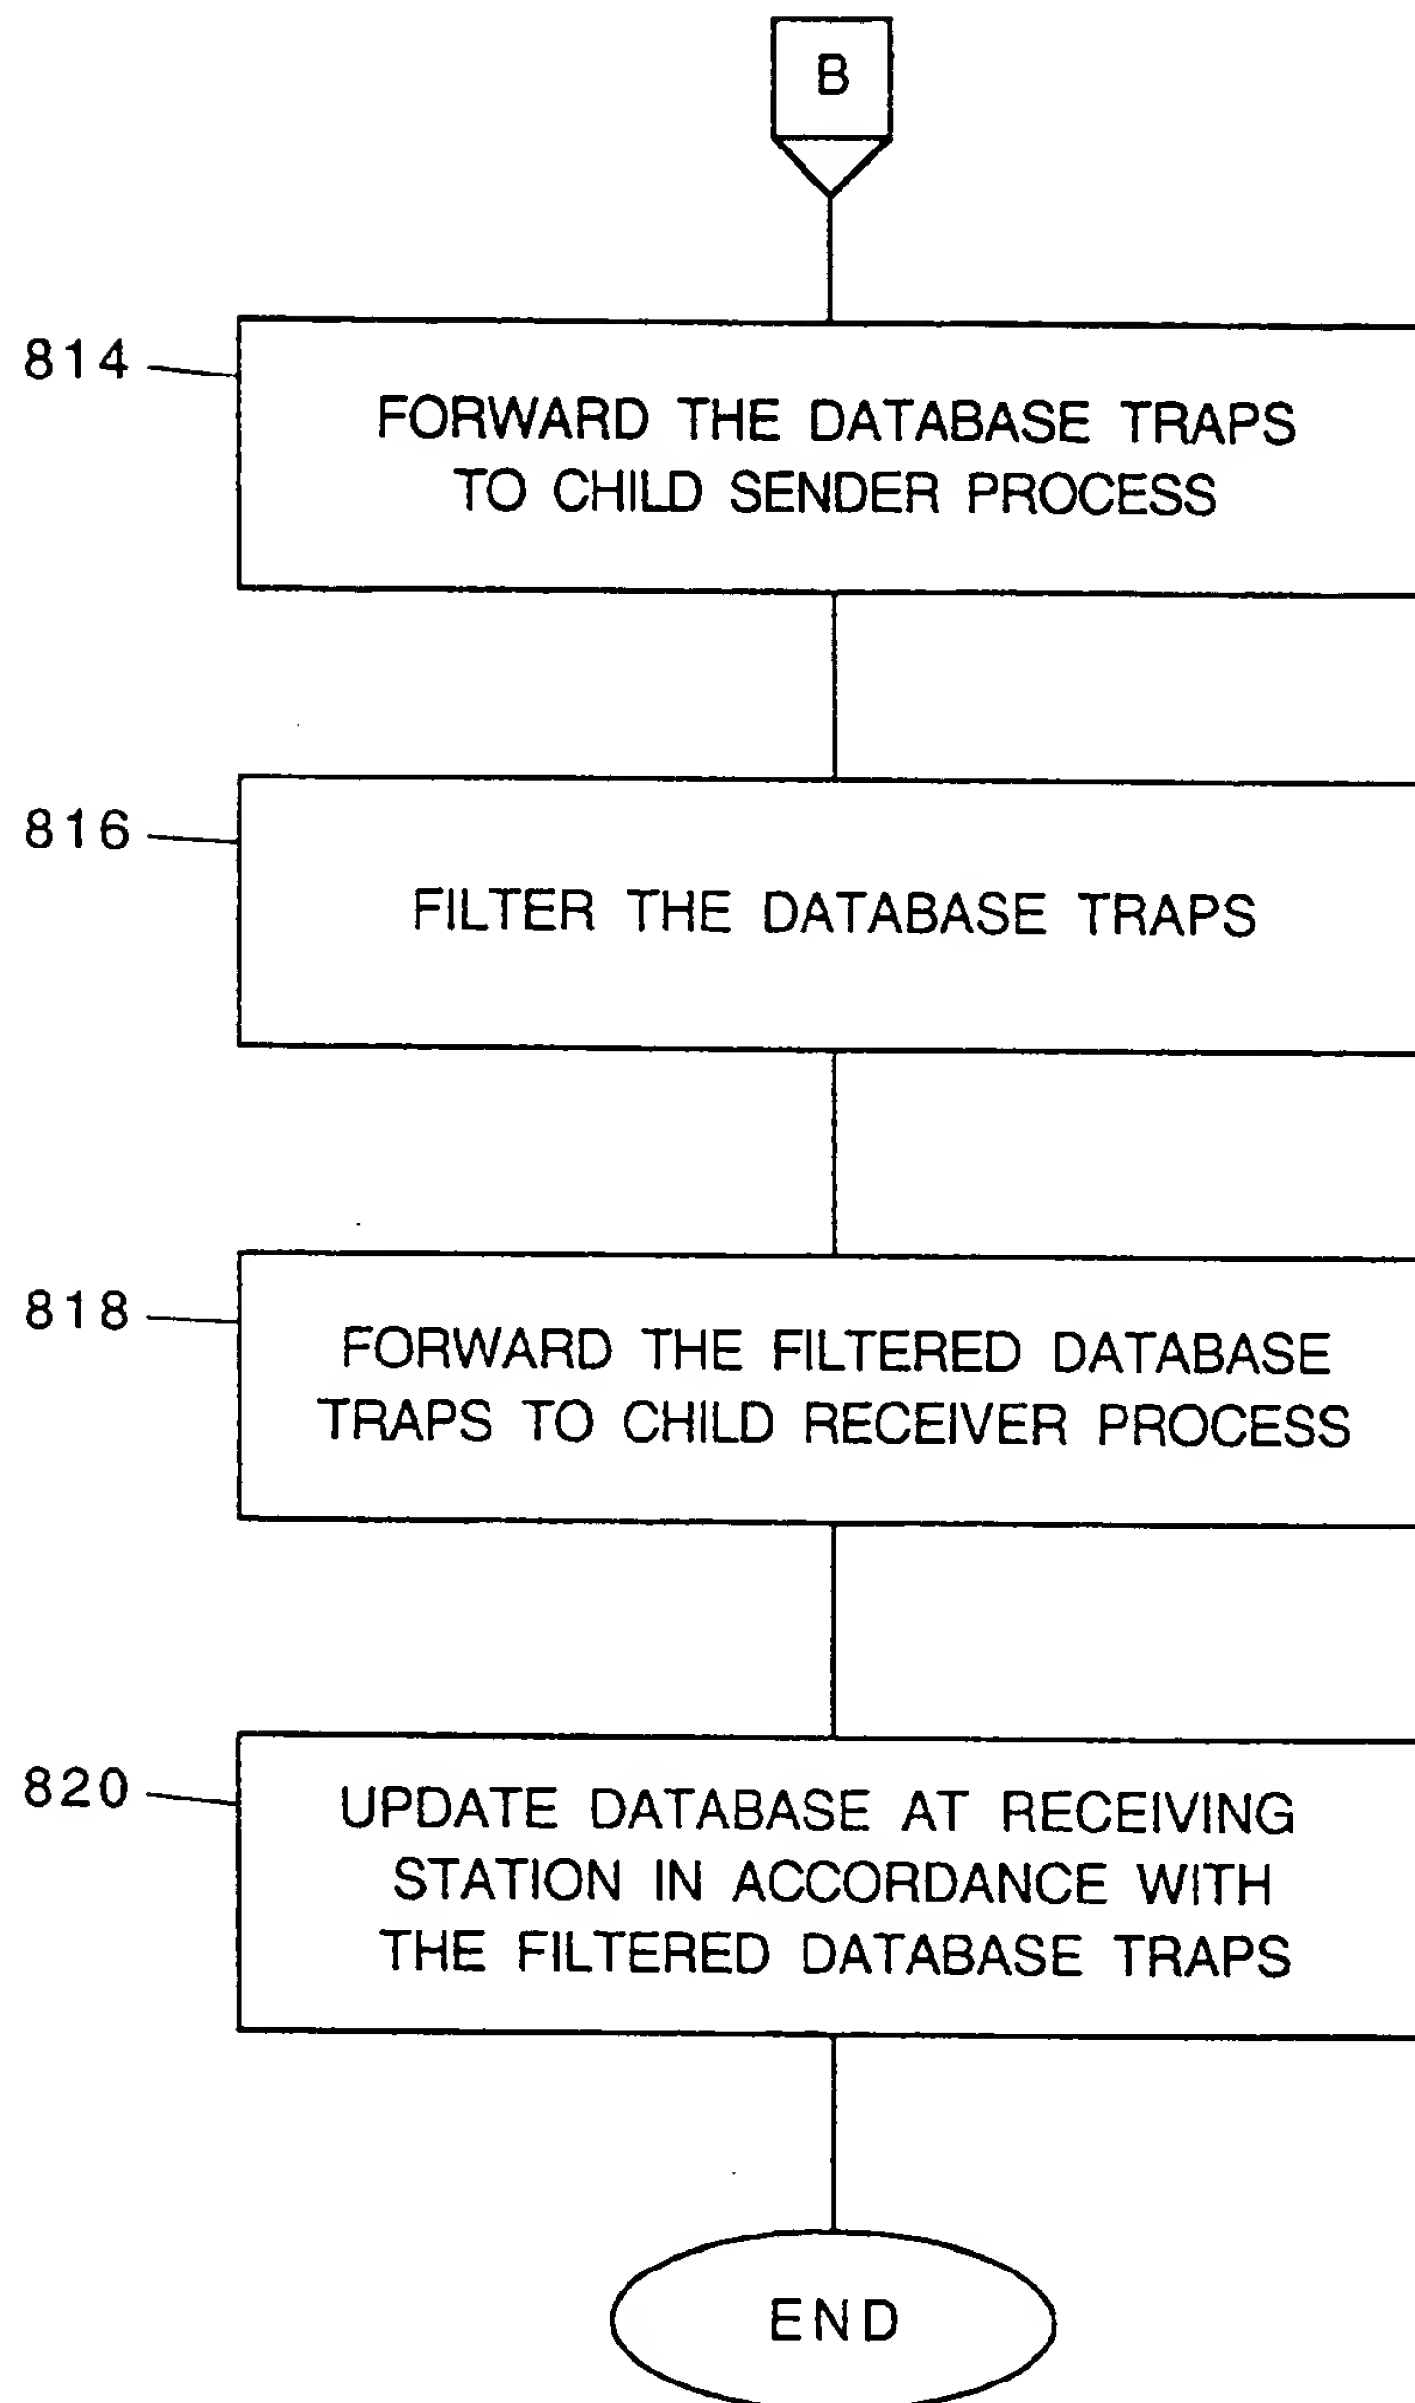 B
814
FORWARD THE DATABASE TRAPS
TO CHILD SENDER PROCESS
816
FILTER THE DATABASE TRAPS
818
FORWARD THE FILTERED DATABASE
TRAPS TO CHILD RECEIVER PROCESS
820
UPDATE DATABASE AT RECEIVING
STATION IN ACCORDANCE WITH
THE FILTERED DATABASE TRAPS
END